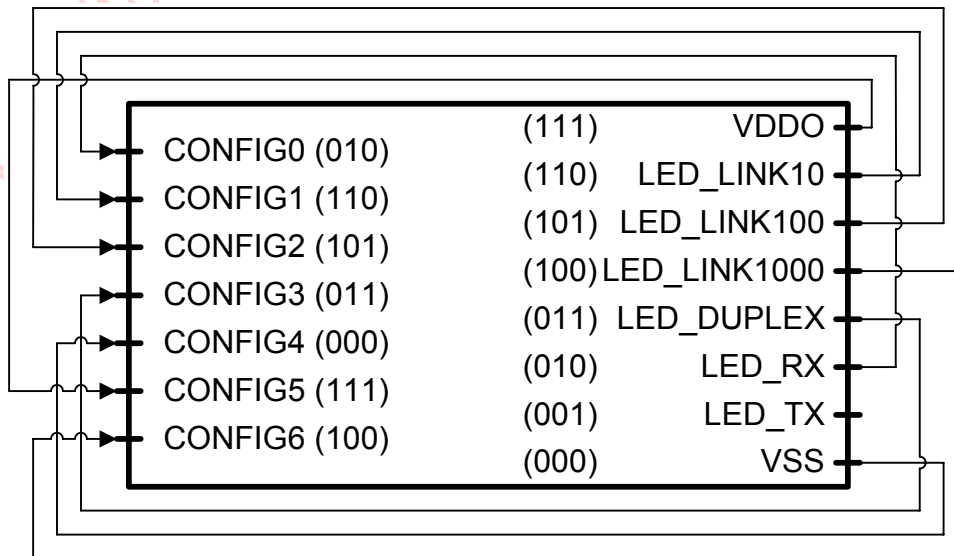 CONFIG0 (010)
CONFIG1 (110)
CONFIG2 (101)
CONFIG3 (011)
CONFIG4 (000)
CONFIG5 (111)
CONFIG6 (100)
(111) VDDO
(110) LED_LINK10
(101) LED_LINK100
(100) LED_LINK1000
(011) LED_DUPLEX
(010) LED_RX
(001) LED_TX
(000) VSS